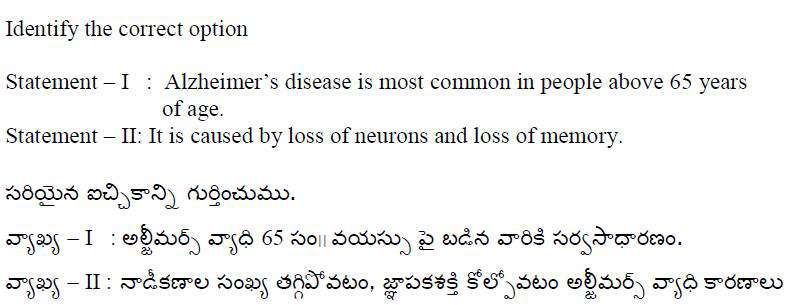 Identify the correct option
Statement – I : Alzheimer's disease is most common in people above 65 years
of age.
Statement – II: It is caused by loss of neurons and loss of memory.
సరియైన ఐచ్చికాన్ని గుర్తించుము.
వ్యాఖ్య – I : అల్జీమర్స్ వ్యాధి 65 సం|| వయస్సు పై బడిన వారికి సర్వసాధారణం.
వ్యాఖ్య – II : నాడీకణాల సంఖ్య తగ్గిపోవటం, జ్ఞాపకశక్తి కోల్పోవటం అల్జీమర్స్ వ్యాధి కారణాలు